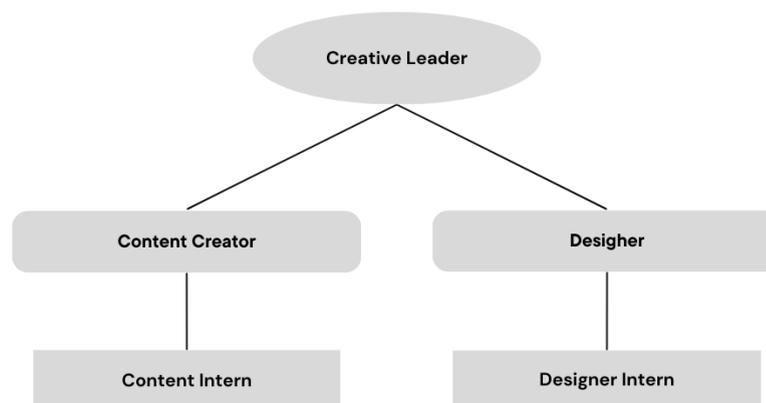 Creative Leader
Content Creator
Desigher
Content Intern
Designer Intern